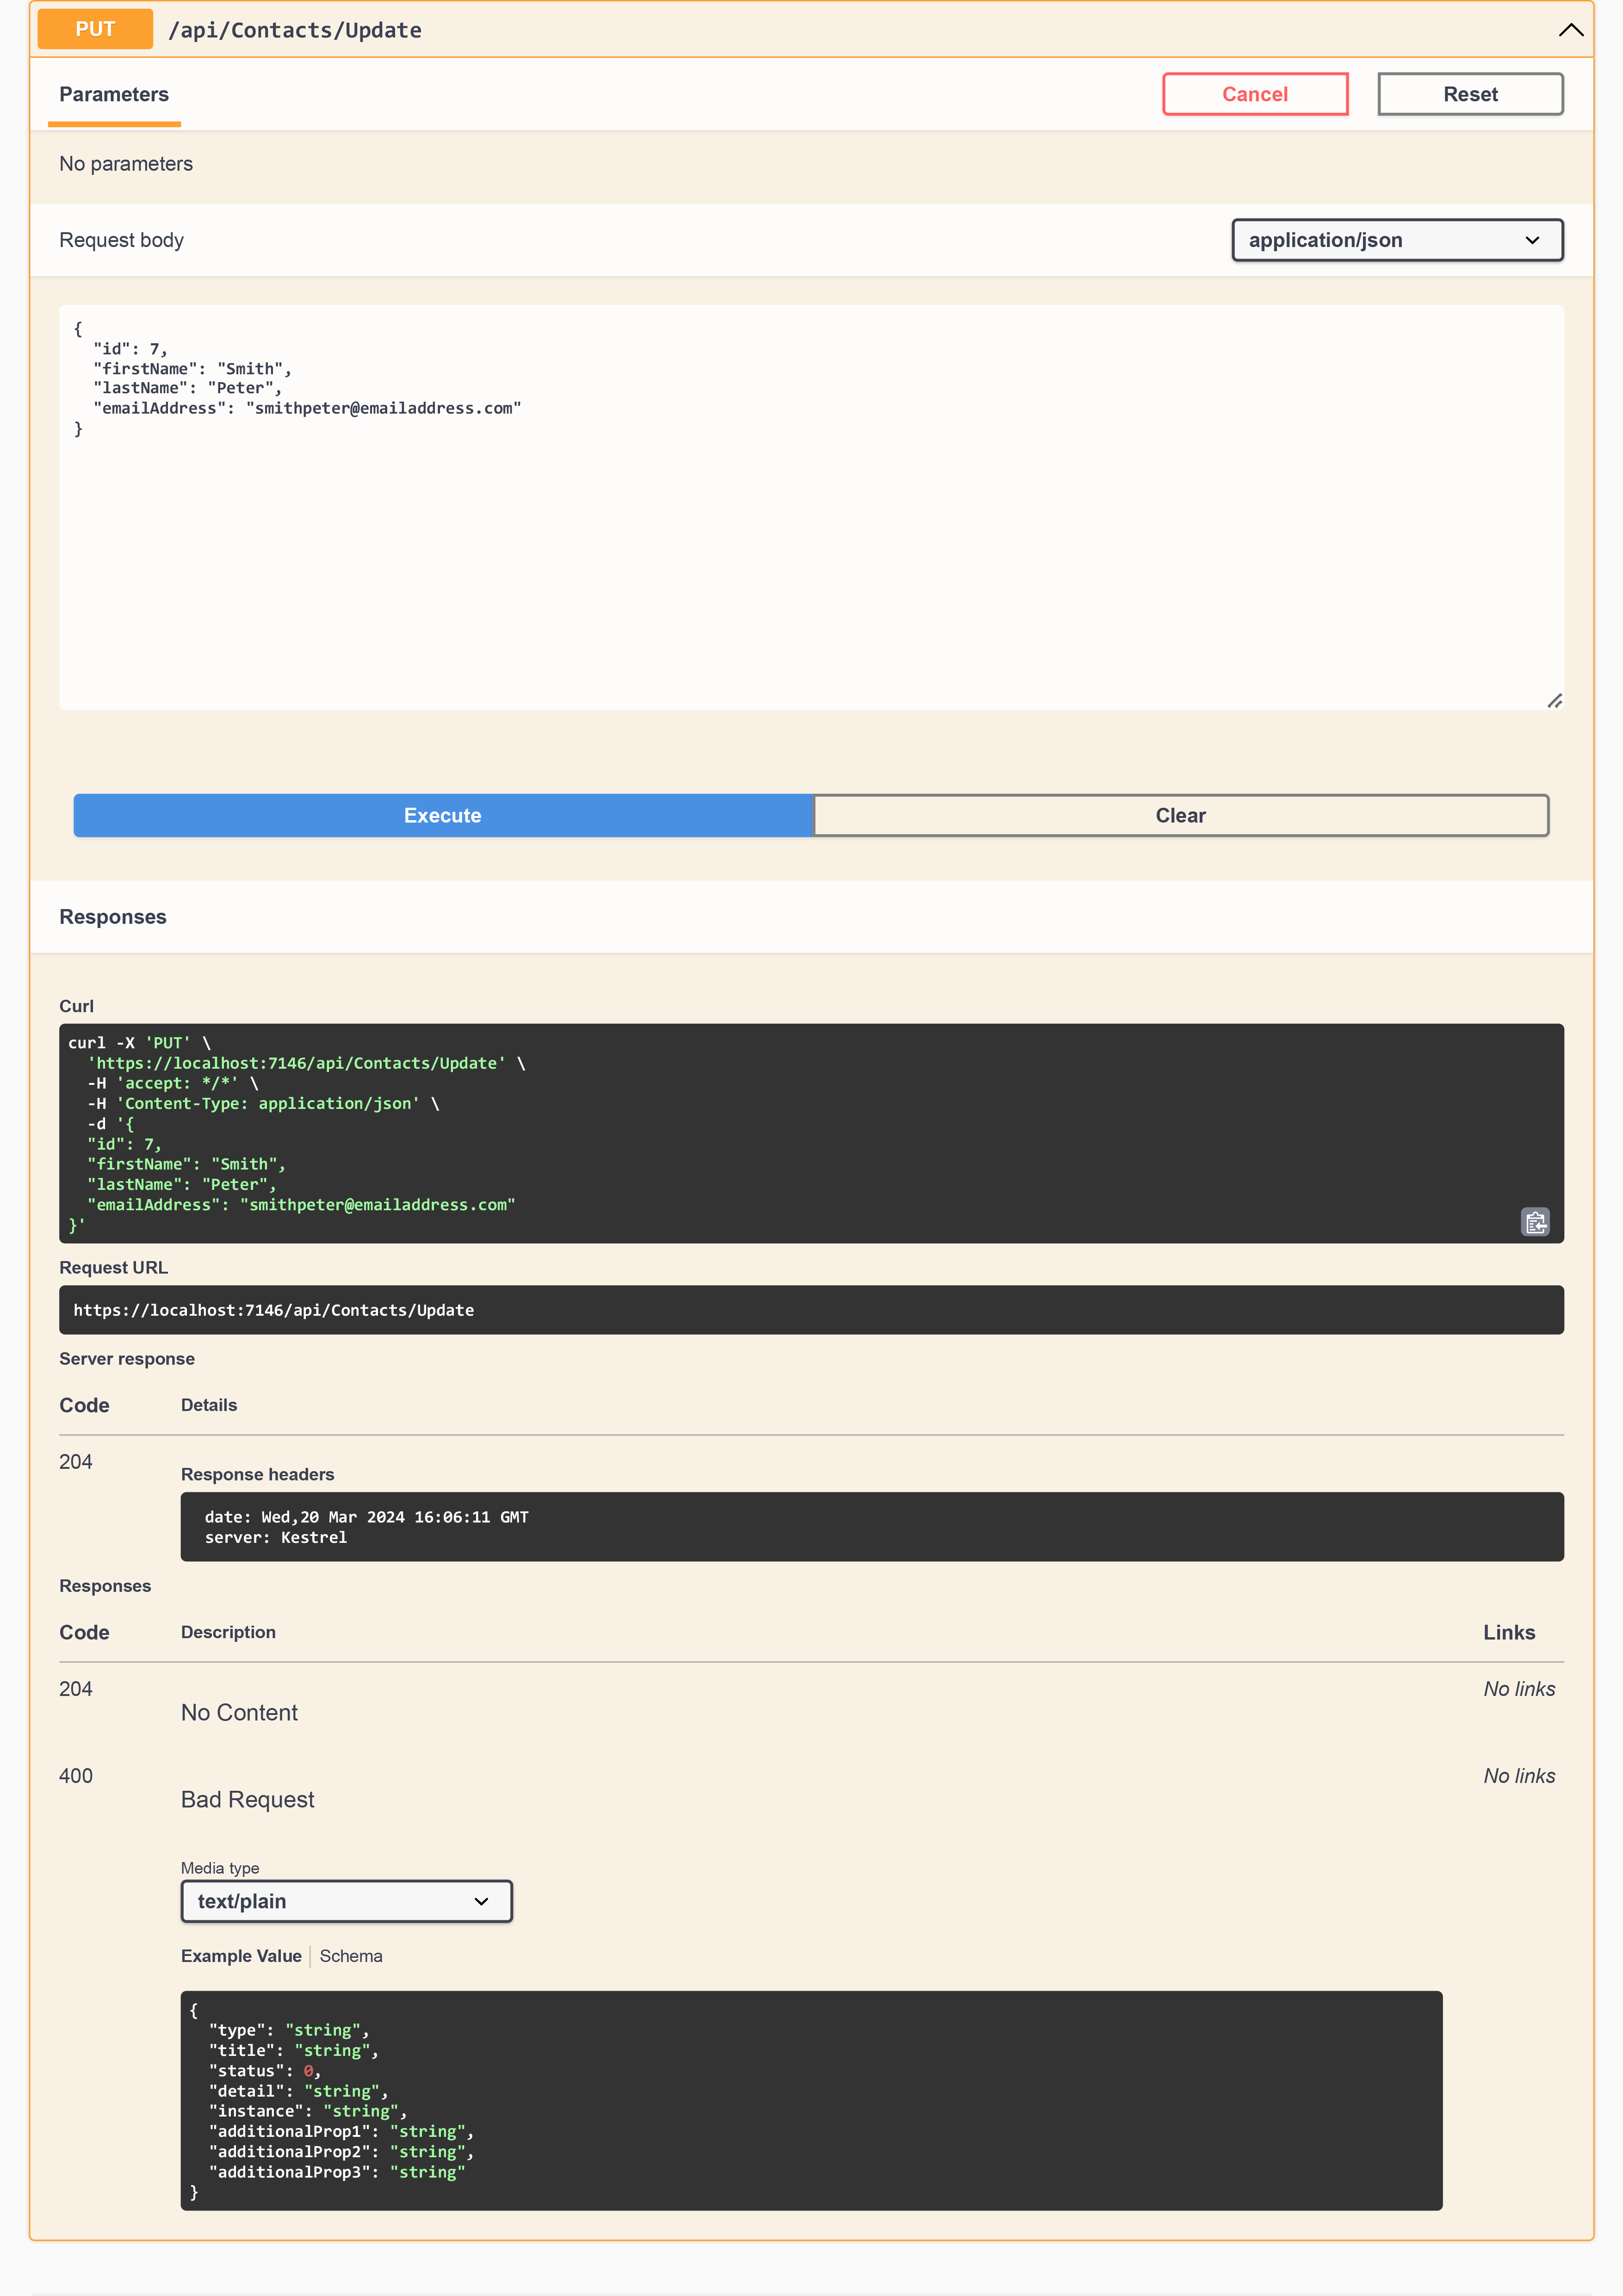 PUT /api/Contacts/Update
Parameters Cancel Reset
No parameters
Request body application/json
{
  "id": 7,
  "firstName": "Smith",
  "lastName": "Peter",
  "emailAddress": "smithpeter@emailaddress.com"
}
Execute Clear
Responses
Curl
curl -X 'PUT' \
  'https://localhost:7146/api/Contacts/Update' \
  -H 'accept: */*' \
  -H 'Content-Type: application/json' \
  -d '{
  "id": 7,
  "firstName": "Smith",
  "lastName": "Peter",
  "emailAddress": "smithpeter@emailaddress.com"
}'
Request URL
https://localhost:7146/api/Contacts/Update
Server response
Code Details
204
Response headers
date: Wed,20 Mar 2024 16:06:11 GMT
server: Kestrel
Responses
Code Description Links
204 No links
No Content
400 No links
Bad Request
Media type
text/plain
Example Value Schema
{
  "type": "string",
  "title": "string",
  "status": 0,
  "detail": "string",
  "instance": "string",
  "additionalProp1": "string",
  "additionalProp2": "string",
  "additionalProp3": "string"
}